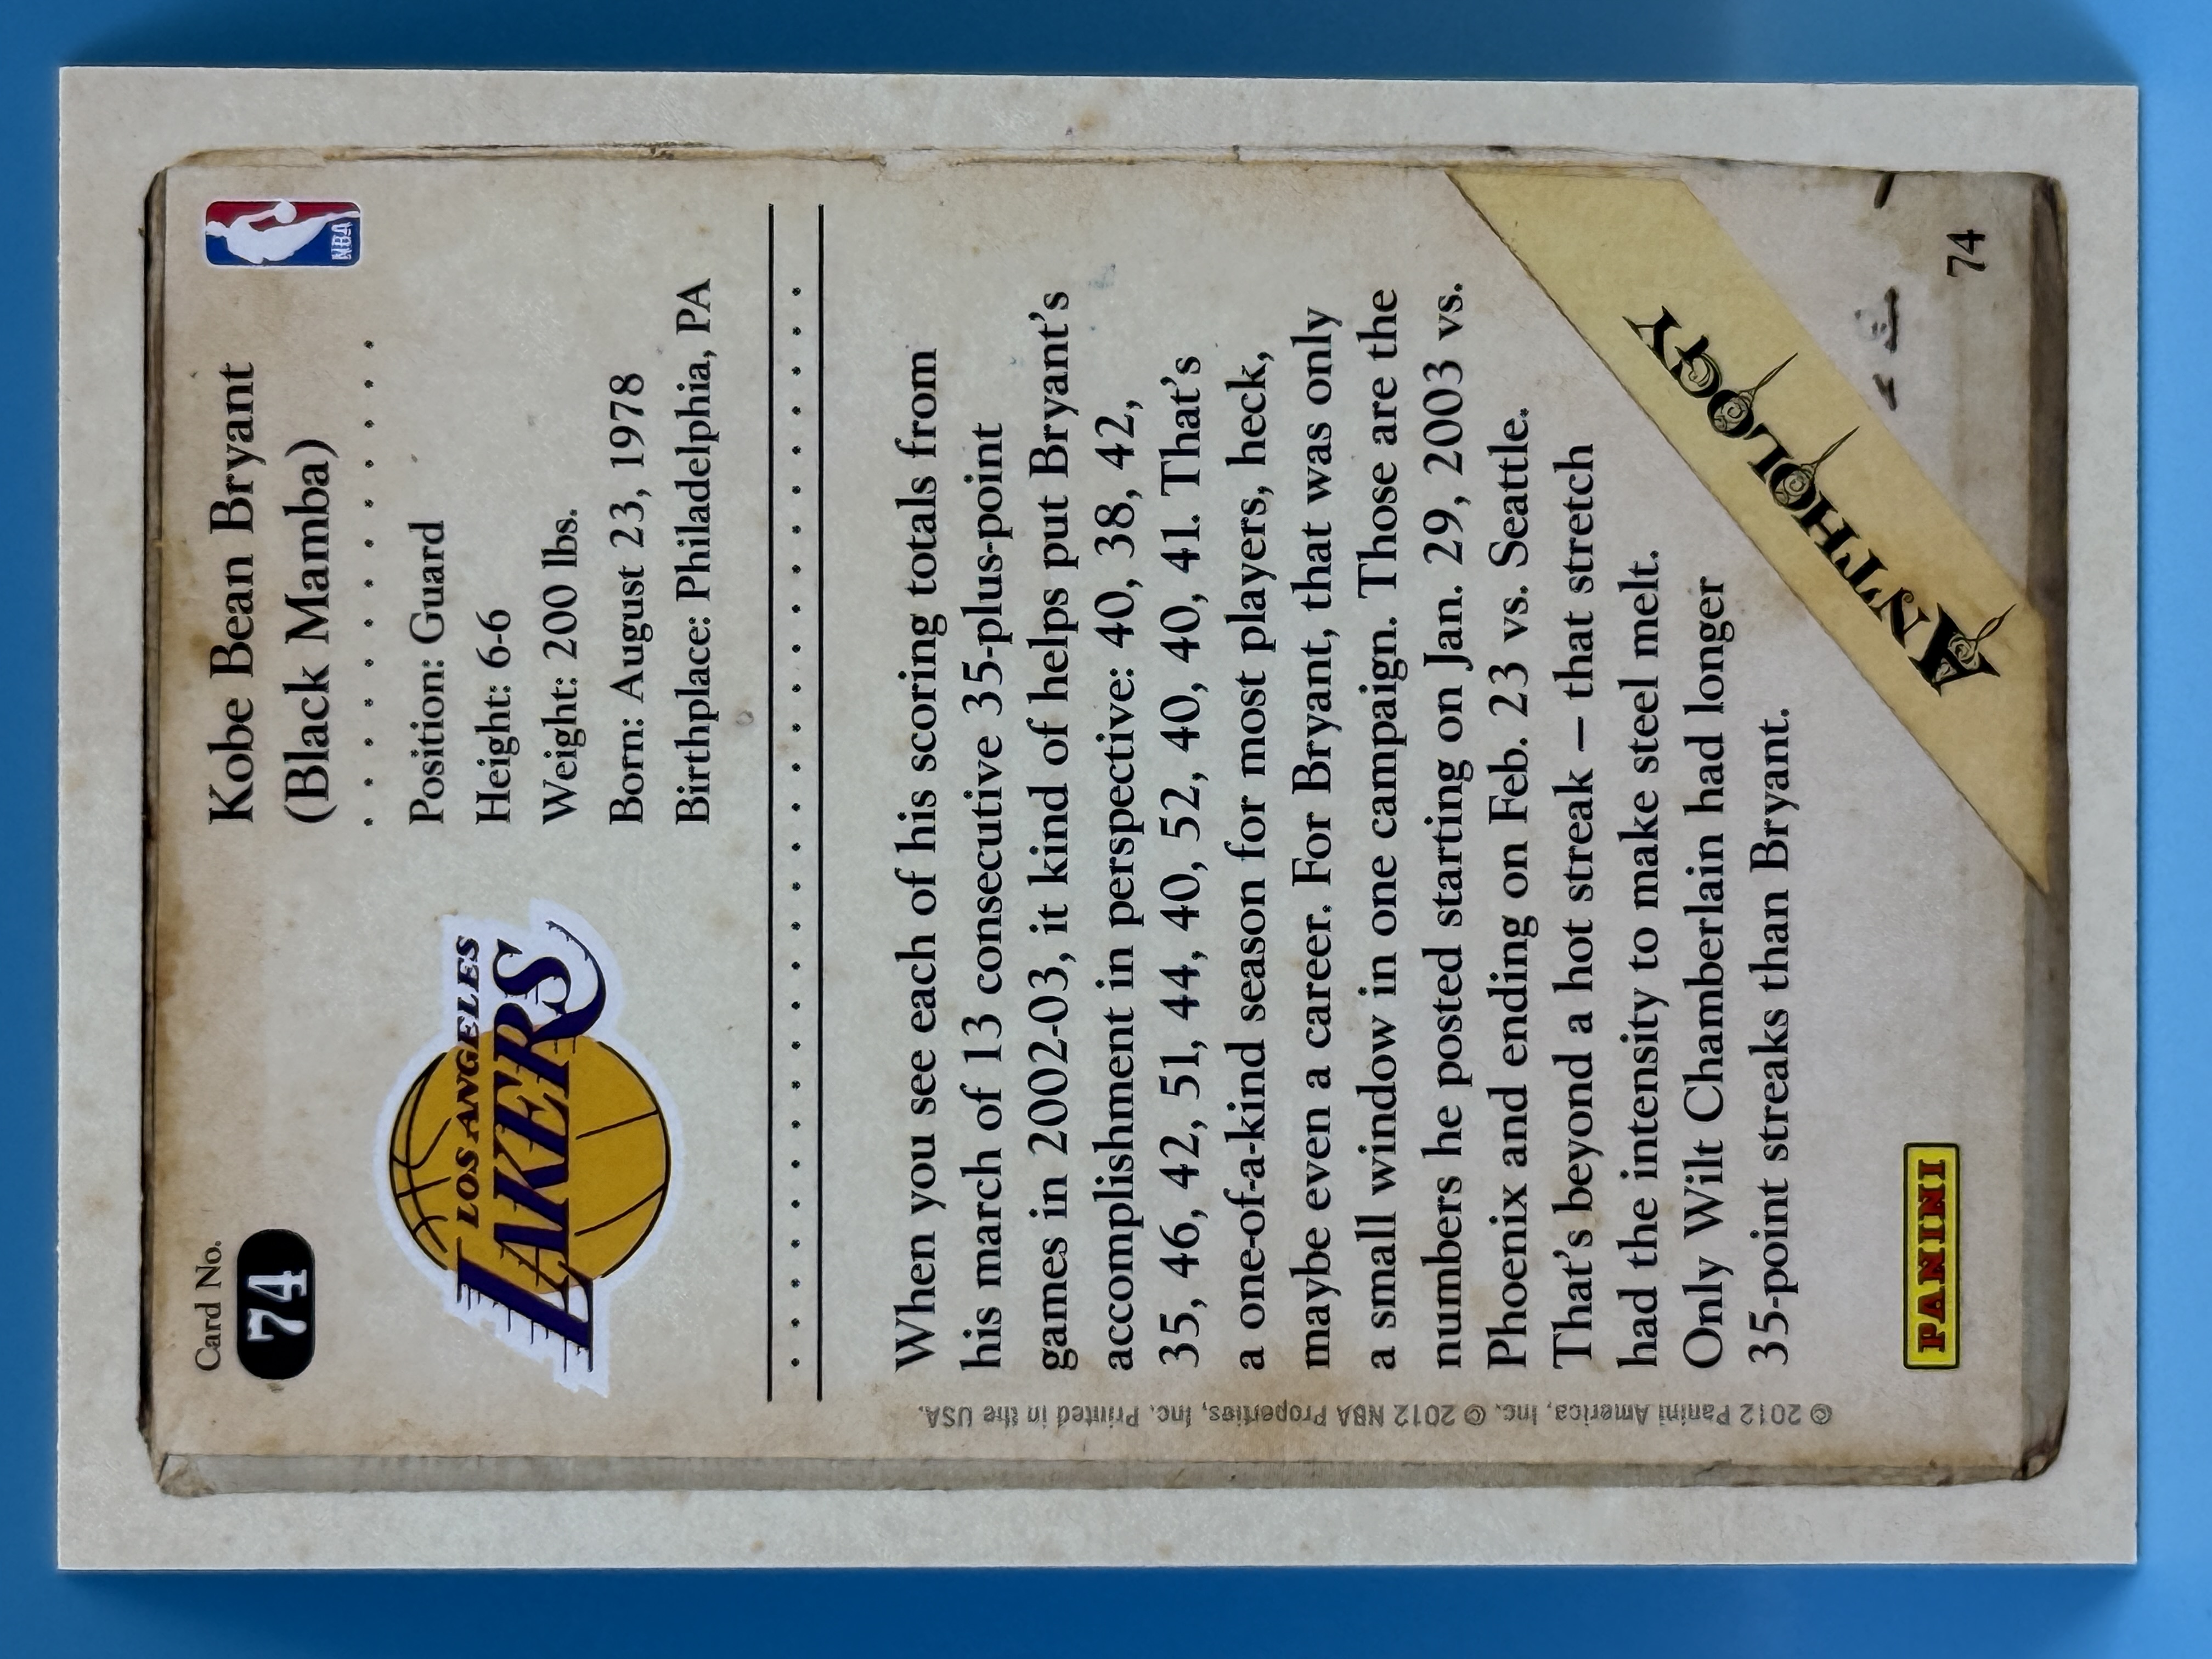 Card No.
74
Kobe Bean Bryant
(Black Mamba)
NBA
Position: Guard
Height: 6-6
Weight: 200 lbs.
Born: August 23, 1978
Birthplace: Philadelphia, PA
LOS ANGELES
LAKERS
When you see each of his scoring totals from
his march of 13 consecutive 35-plus-point
games in 2002-03, it kind of helps put Bryant's
accomplishment in perspective: 40, 38, 42,
35, 46, 42, 51, 44, 40, 52, 40, 40, 41. That's
a one-of-a-kind season for most players, heck,
maybe even a career. For Bryant, that was only
a small window in one campaign. Those are the
numbers he posted starting on Jan. 29, 2003 vs.
Phoenix and ending on Feb. 23 vs. Seattle.
That's beyond a hot streak – that stretch
had the intensity to make steel melt.
Only Wilt Chamberlain had longer
35-point streaks than Bryant.
© 2012 Panini America, Inc. © 2012 NBA Properties, Inc. Printed in the USA.
PANINI
ANTHOLOGY
74